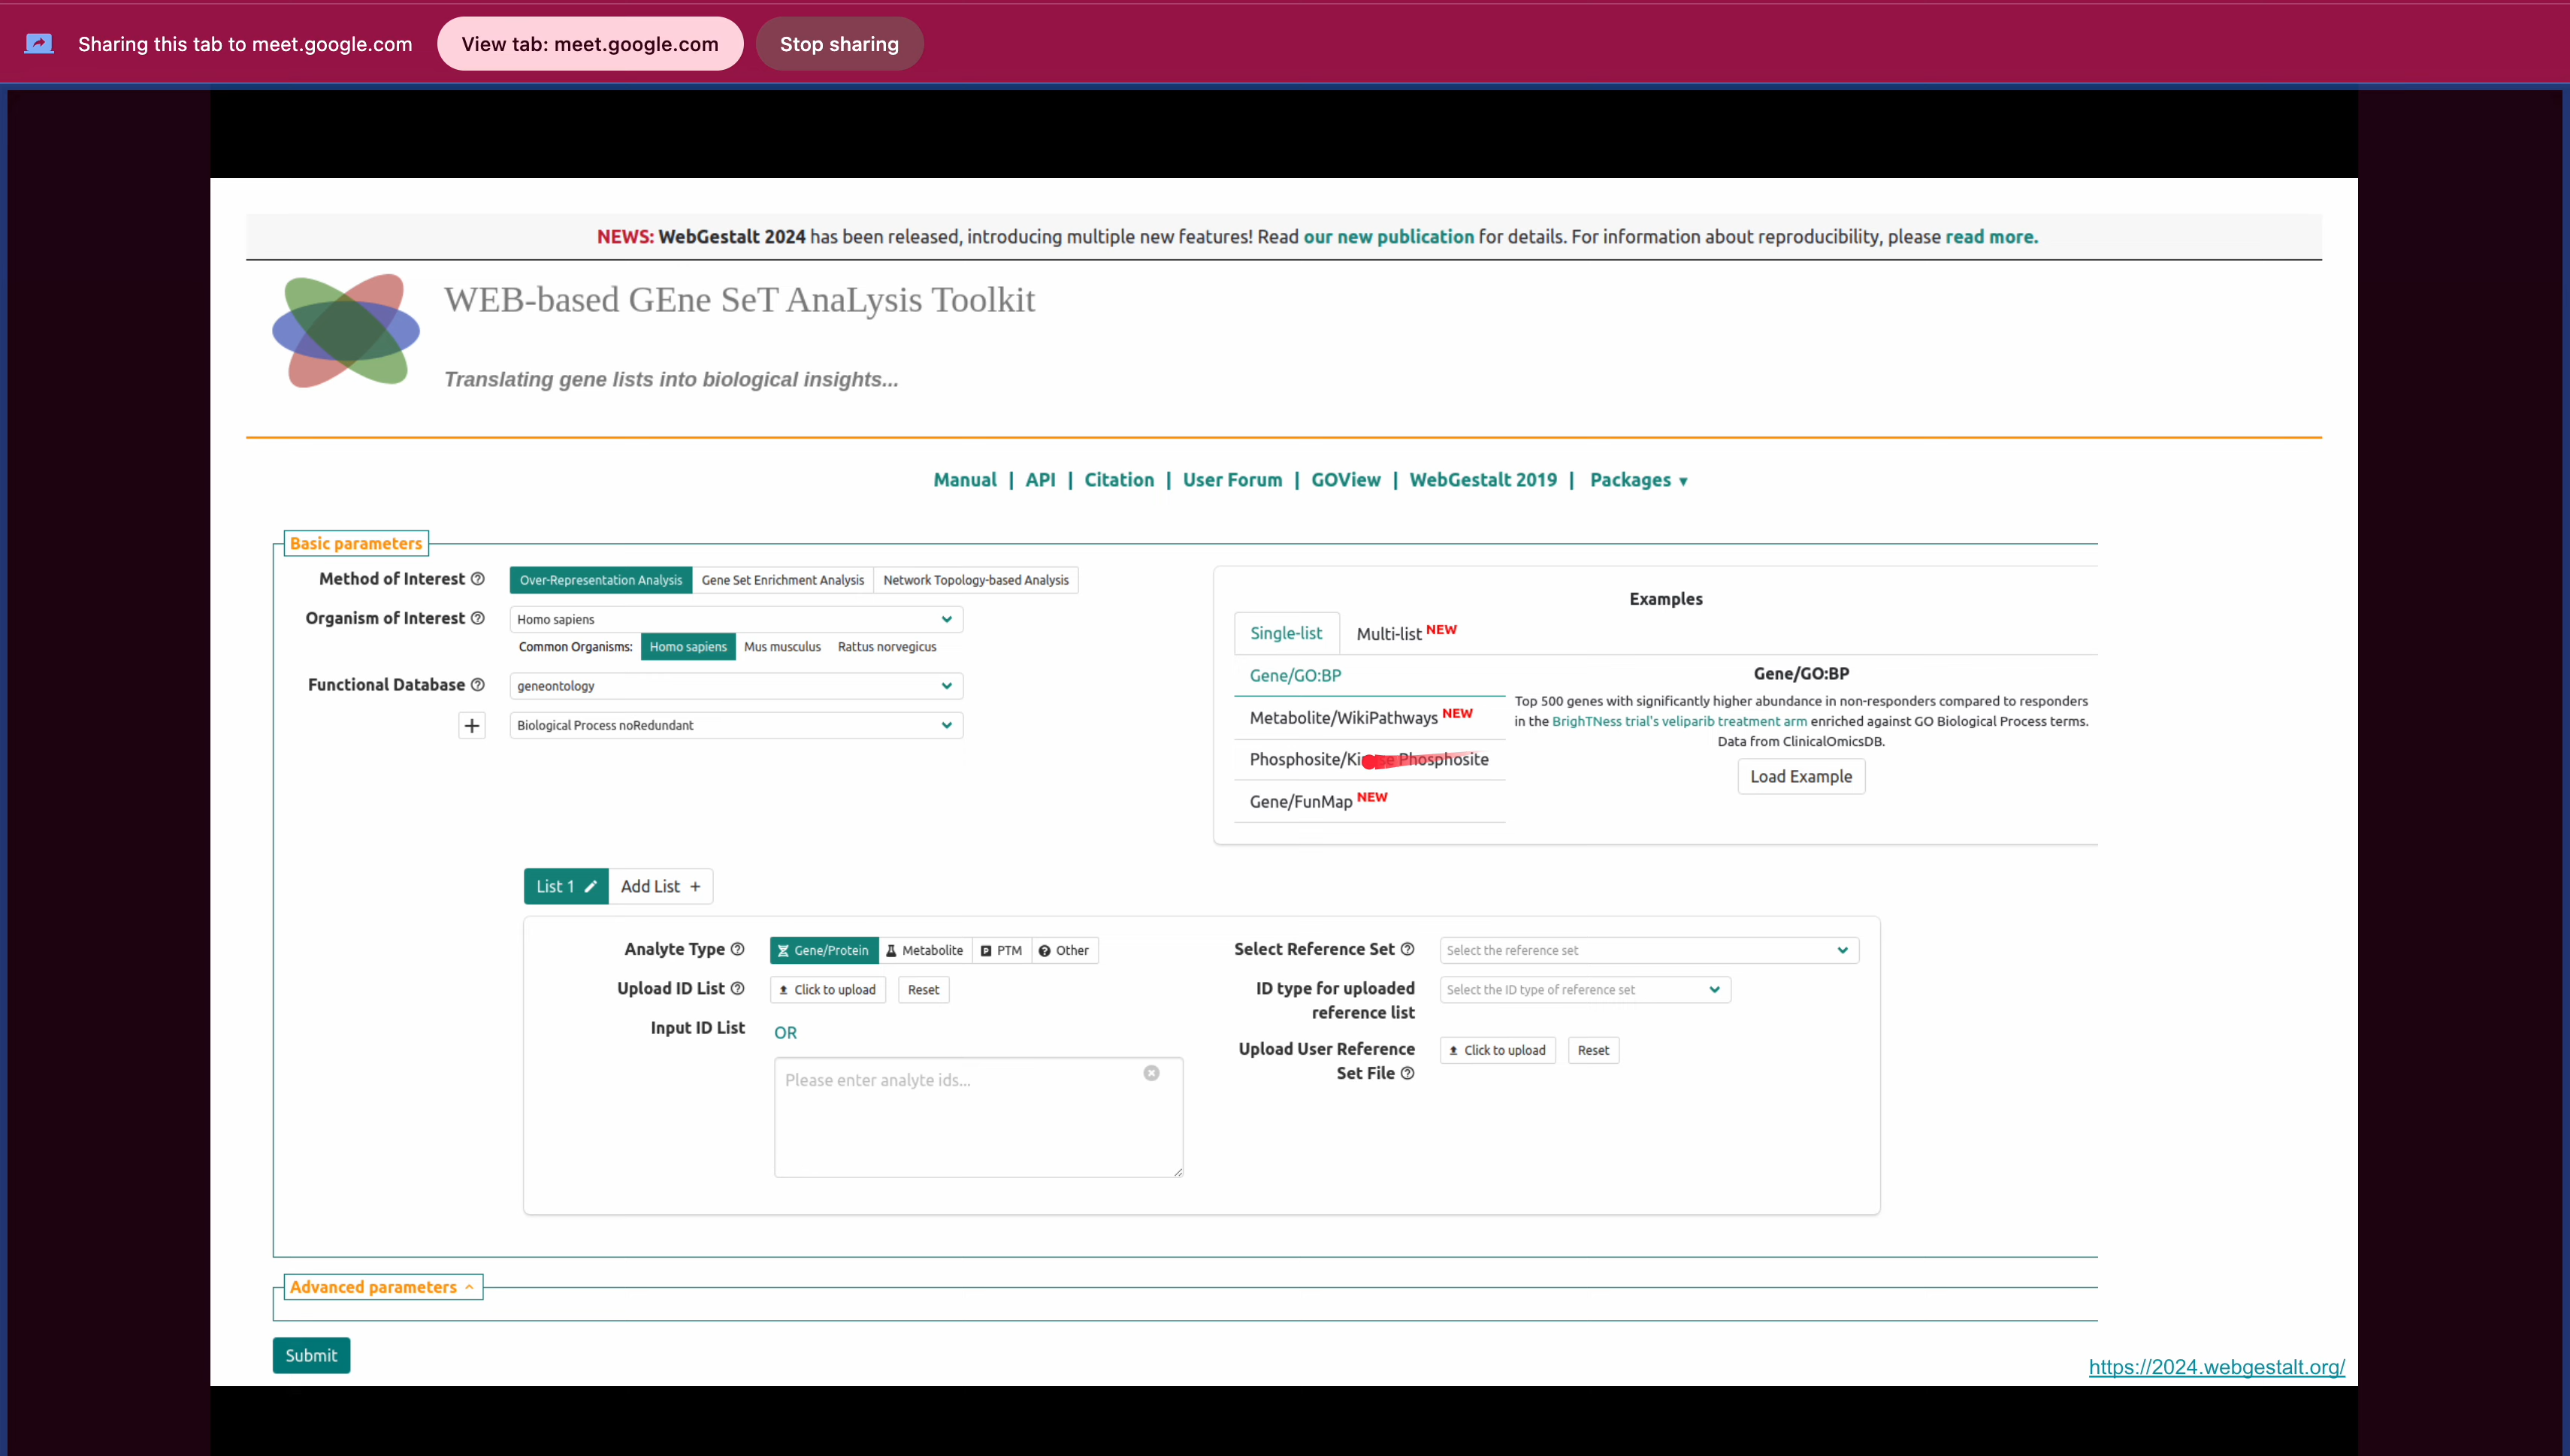 Sharing this tab to meet.google.com View tab: meet.google.com Stop sharing
NEWS: WebGestalt 2024 has been released, introducing multiple new features! Read our new publication for details. For information about reproducibility, please read more.
WEB-based GEne SeT AnaLysis Toolkit
Translating gene lists into biological insights...
Manual | API | Citation | User Forum | GOView | WebGestalt 2019 | Packages ▾
Basic parameters
Method of Interest Over-Representation Analysis Gene Set Enrichment Analysis Network Topology-based Analysis
Organism of Interest Homo sapiens
Common Organisms: Homo sapiens Mus musculus Rattus norvegicus
Functional Database geneontology
+ Biological Process noRedundant
Examples
Single-list Multi-list NEW
Gene/GO:BP
Metabolite/WikiPathways NEW
Phosphosite/Kinase Phosphosite
Gene/FunMap NEW
Gene/GO:BP
Top 500 genes with significantly higher abundance in non-responders compared to responders
in the BrighTNess trial's veliparib treatment arm enriched against GO Biological Process terms.
Data from ClinicalOmicsDB.
Load Example
List 1 Add List +
Analyte Type Gene/Protein Metabolite PTM Other
Upload ID List Click to upload Reset
Input ID List OR
Please enter analyte ids...
Select Reference Set Select the reference set
ID type for uploaded
reference list Select the ID type of reference set
Upload User Reference
Set File Click to upload Reset
Advanced parameters
Submit
https://2024.webgestalt.org/